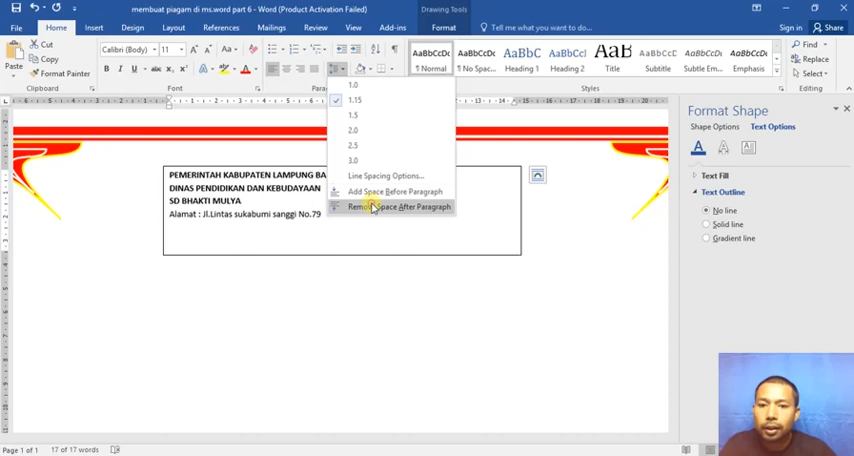 membuat piagam di ms.word part 6 - Word (Product Activation Failed)
Drawing Tools
File Home Insert Design Layout References Mailings Review View Add-ins Format Tell me what you want to do... Sign in Share
Cut
Copy
Format Painter
Paste
Clipboard
Calibri (Body) 11
B I U abc
Font
1.0
1.15
1.5
2.0
2.5
3.0
Line Spacing Options...
Add Space Before Paragraph
Remove Space After Paragraph
AaBbCcDc AaBbCcDc AaBbC AaBbCc AaB AaBbCcD AaBbCcDc AaBbCcDc
¶ Normal ¶ No Spac... Heading 1 Heading 2 Title Subtitle Subtle Em... Emphasis
Styles
Find
Replace
Select
Editing
PEMERINTAH KABUPATEN LAMPUNG BA
DINAS PENDIDIKAN DAN KEBUDAYAAN
SD BHAKTI MULYA
Alamat : Jl.Lintas sukabumi sanggi No.79
Format Shape
Shape Options Text Options
Text Fill
Text Outline
No line
Solid line
Gradient line
Page 1 of 1 17 of 17 words